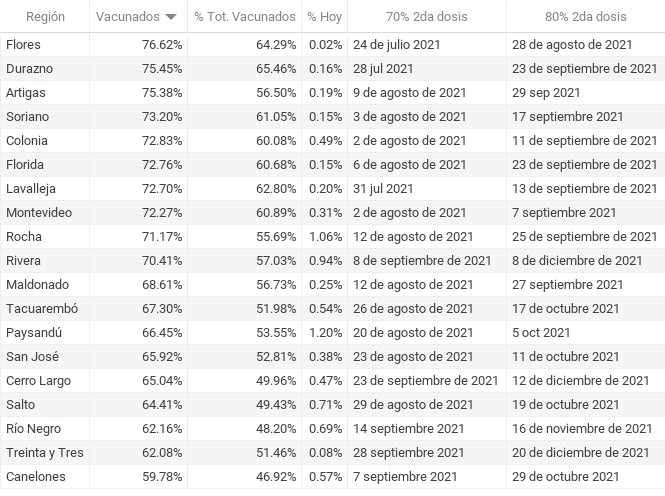 Región Vacunados % Tot. Vacunados % Hoy 70% 2da dosis 80% 2da dosis
Flores 76.62% 64.29% 0.02% 24 de julio 2021 28 de agosto de 2021
Durazno 75.45% 65.46% 0.16% 28 jul 2021 23 de septiembre de 2021
Artigas 75.38% 56.50% 0.19% 9 de agosto de 2021 29 sep 2021
Soriano 73.20% 61.05% 0.15% 3 de agosto de 2021 17 septiembre 2021
Colonia 72.83% 60.08% 0.49% 2 de agosto de 2021 11 de septiembre de 2021
Florida 72.76% 60.68% 0.15% 6 de agosto de 2021 23 de septiembre de 2021
Lavalleja 72.70% 62.80% 0.20% 31 jul 2021 13 de septiembre de 2021
Montevideo 72.27% 60.89% 0.31% 2 de agosto de 2021 7 septiembre 2021
Rocha 71.17% 55.69% 1.06% 12 de agosto de 2021 25 de septiembre de 2021
Rivera 70.41% 57.03% 0.94% 8 de septiembre de 2021 8 de diciembre de 2021
Maldonado 68.61% 56.73% 0.25% 12 de agosto de 2021 27 septiembre 2021
Tacuarembó 67.30% 51.98% 0.54% 26 de agosto de 2021 17 de octubre 2021
Paysandú 66.45% 53.55% 1.20% 20 de agosto de 2021 5 oct 2021
San José 65.92% 52.81% 0.38% 23 de agosto de 2021 11 de octubre 2021
Cerro Largo 65.04% 49.96% 0.47% 23 de septiembre de 2021 12 de diciembre de 2021
Salto 64.41% 49.43% 0.71% 29 de agosto de 2021 19 de octubre 2021
Río Negro 62.16% 48.20% 0.69% 14 septiembre 2021 16 de noviembre de 2021
Treinta y Tres 62.08% 51.46% 0.08% 28 septiembre 2021 20 de diciembre de 2021
Canelones 59.78% 46.92% 0.57% 7 septiembre 2021 29 de octubre 2021